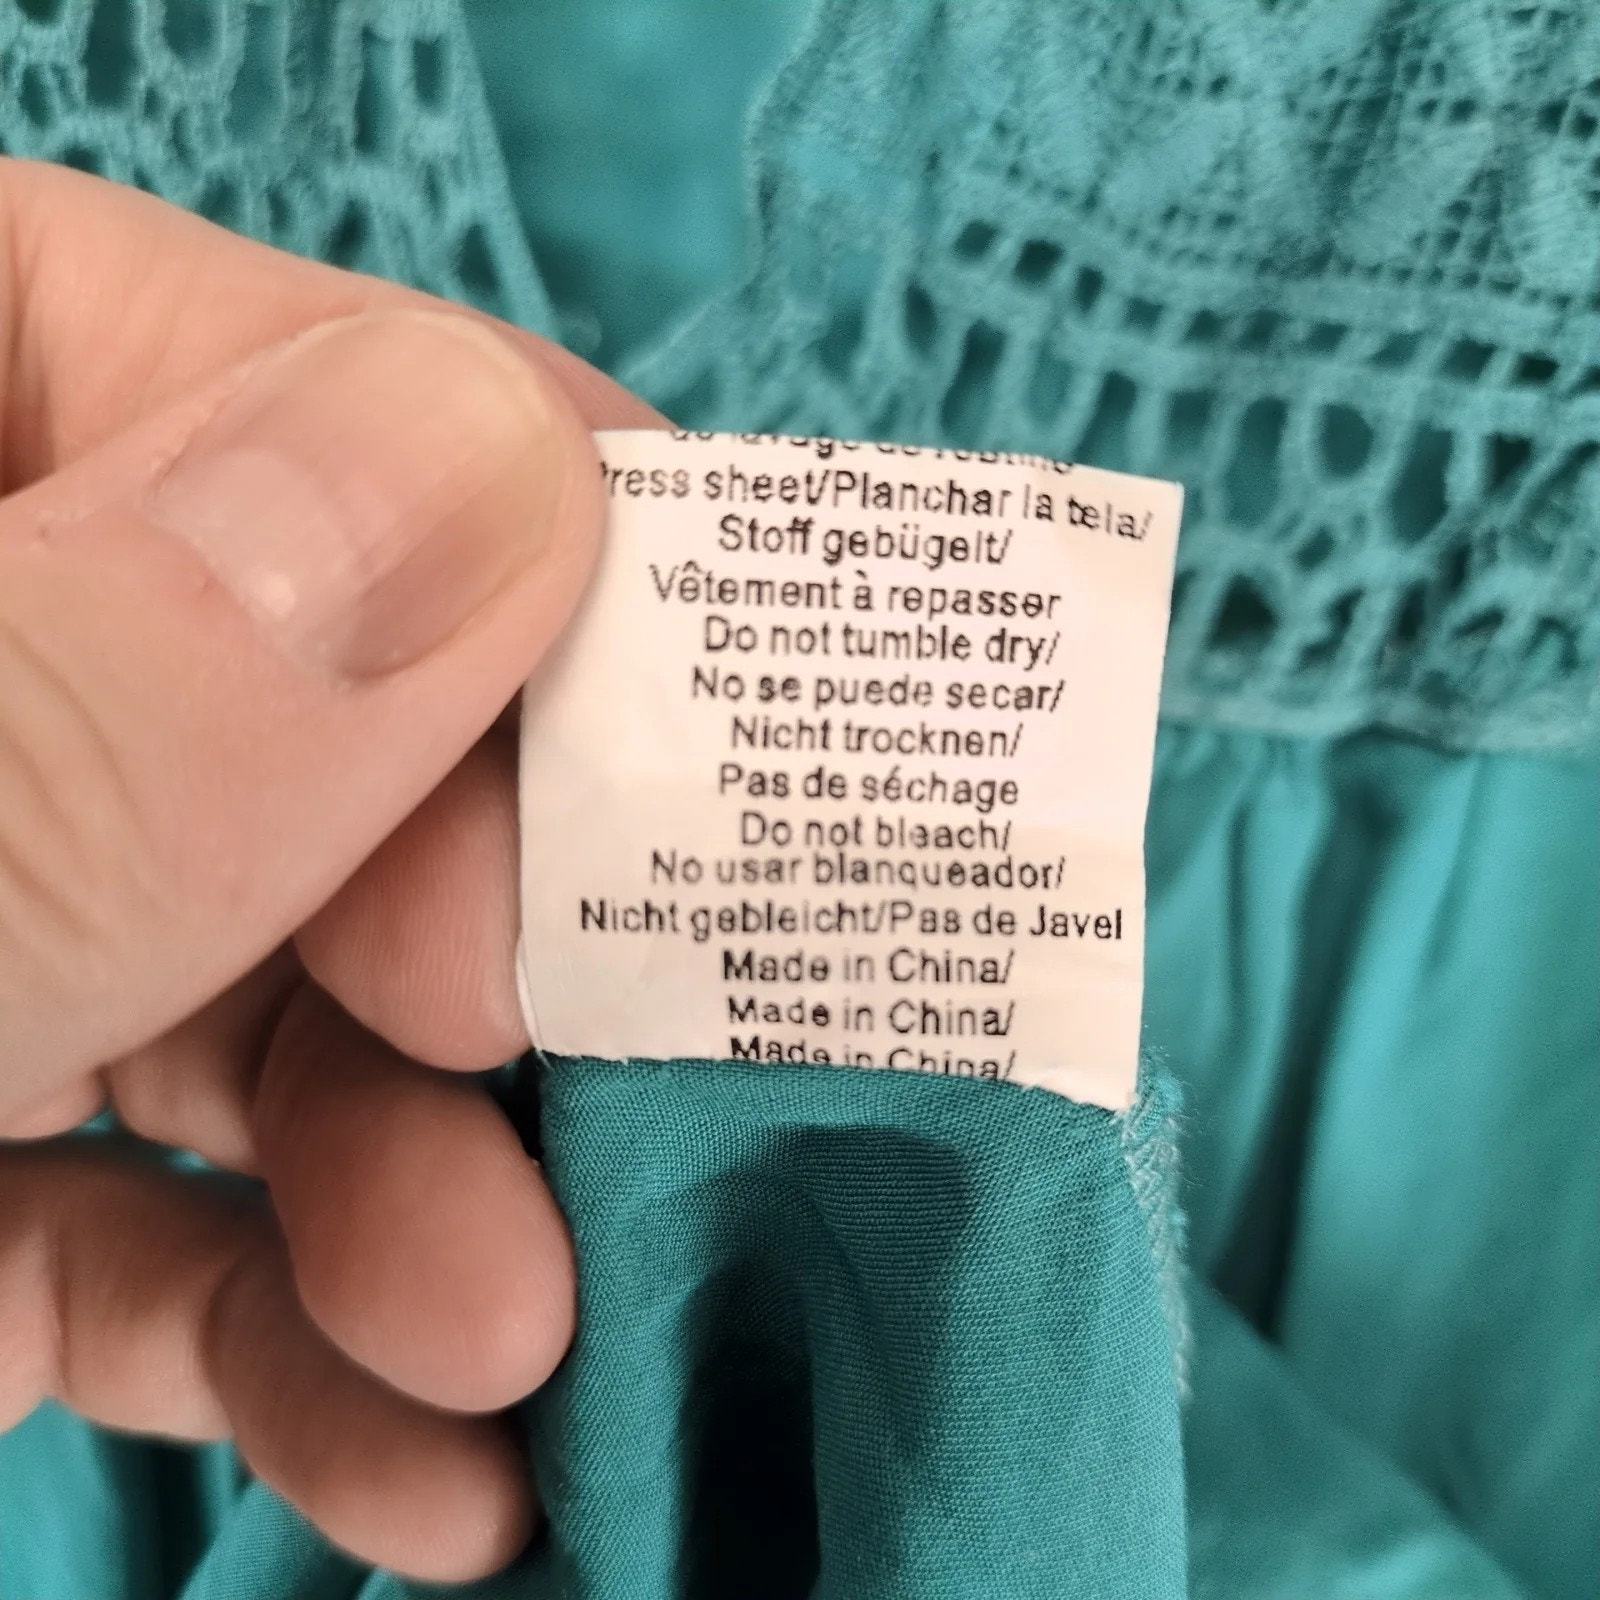 Press sheet/Planchar la tela/
Stoff gebügelt/
Vêtement à repasser
Do not tumble dry/
No se puede secar/
Nicht trocknen/
Pas de séchage
Do not bleach/
No usar blanqueador/
Nicht gebleicht/Pas de Javel
Made in China/
Made in China/
Made in China/